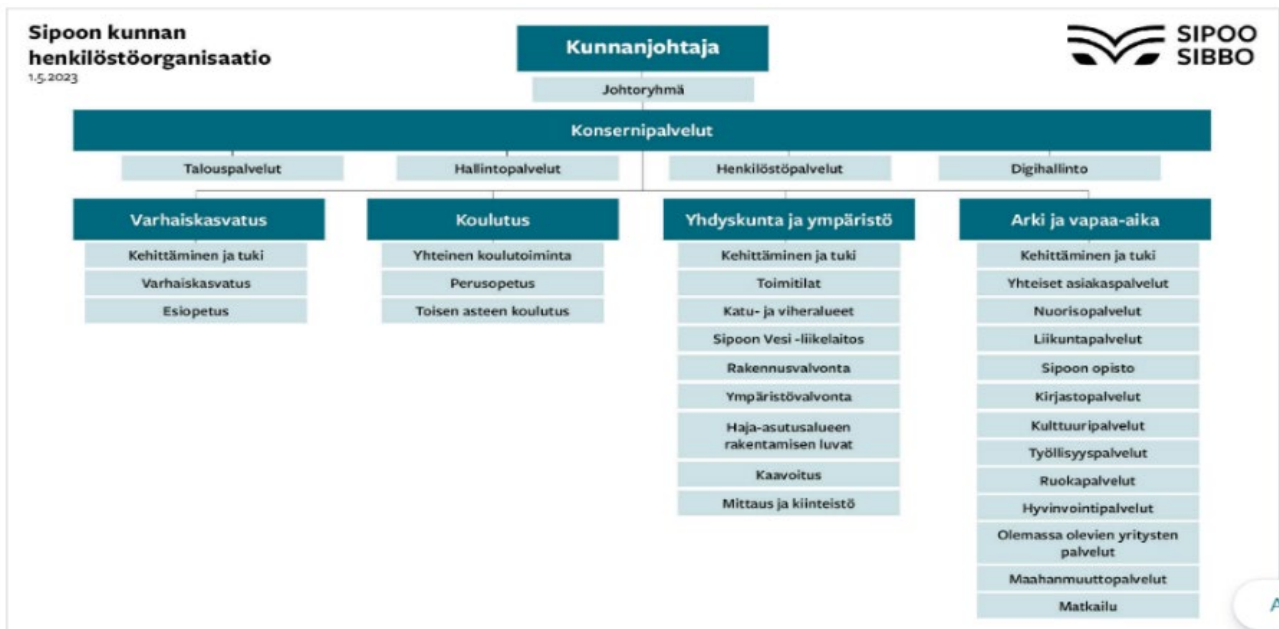 Sipoon kunnan
henkilöstöorganisaatio
1.5.2023
Kunnanjohtaja
SIPOO
SIBBO
Johtoryhmä
Konsernipalvelut
Talouspalvelut
Hallintopalvelut
Henkilöstöpalvelut
Digihallinto
Varhaiskasvatus
Kehittäminen ja tuki
Varhaiskasvatus
Esiopetus
Koulutus
Yhteinen koulutoiminta
Perusopetus
Toisen asteen koulutus
Yhdyskunta ja ympäristö
Kehittäminen ja tuki
Toimitilat
Katu- ja viheralueet
Sipoon Vesi -liikelaitos
Rakennusvalvonta
Ympäristövalvonta
Haja-asutusalueen
rakentamisen luvat
Kaavoitus
Mittaus ja kiinteistö
Arki ja vapaa-aika
Kehittäminen ja tuki
Yhteiset asiakaspalvelut
Nuorisopalvelut
Liikuntapalvelut
Sipoon opisto
Kirjastopalvelut
Kulttuuripalvelut
Työllisyyspalvelut
Ruokapalvelut
Hyvinvointipalvelut
Olemassa olevien yritysten
palvelut
Maahanmuuttopalvelut
Matkailu